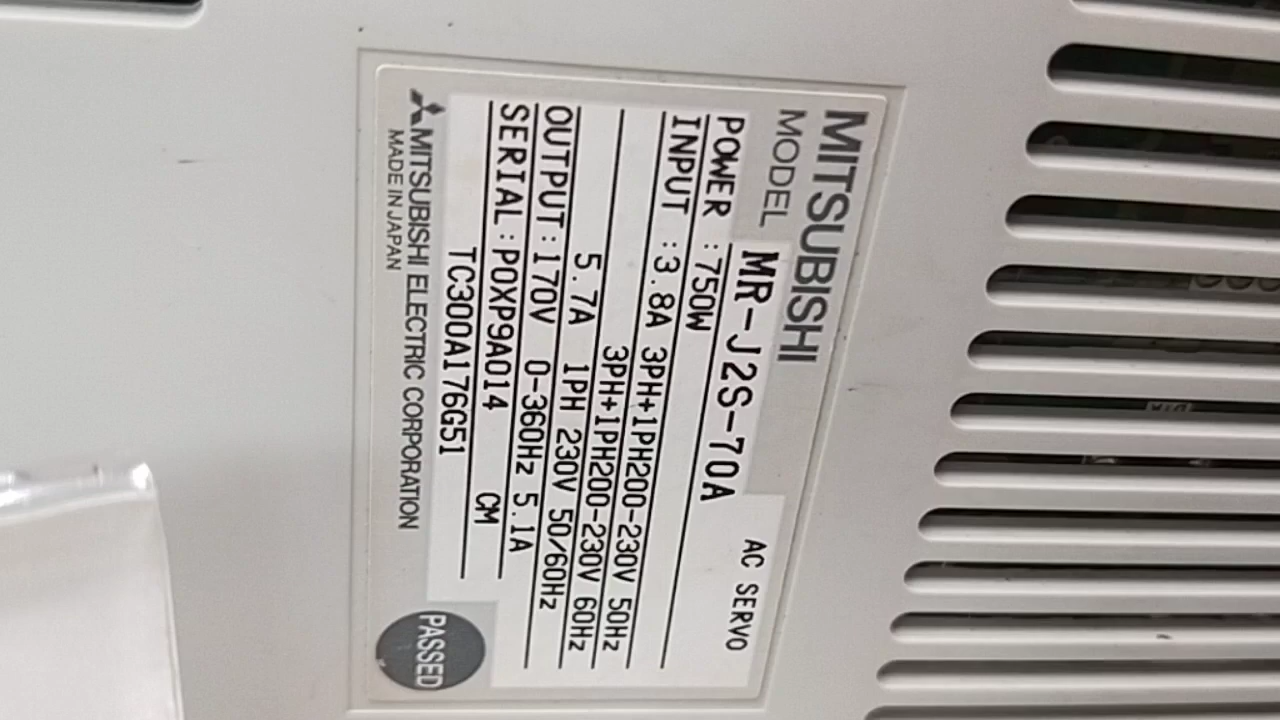 MITSUBISHI
AC SERVO
MODEL MR-J2S-70A
POWER :750W
INPUT :3.8A 3PH+1PH200-230V 50Hz
3PH+1PH200-230V 60Hz
5.7A 1PH 230V 50/60Hz
OUTPUT:170V 0-360Hz 5.1A
SERIAL:P0XP9A014 CM
TC300A176G51
MITSUBISHI ELECTRIC CORPORATION
MADE IN JAPAN
PASSED